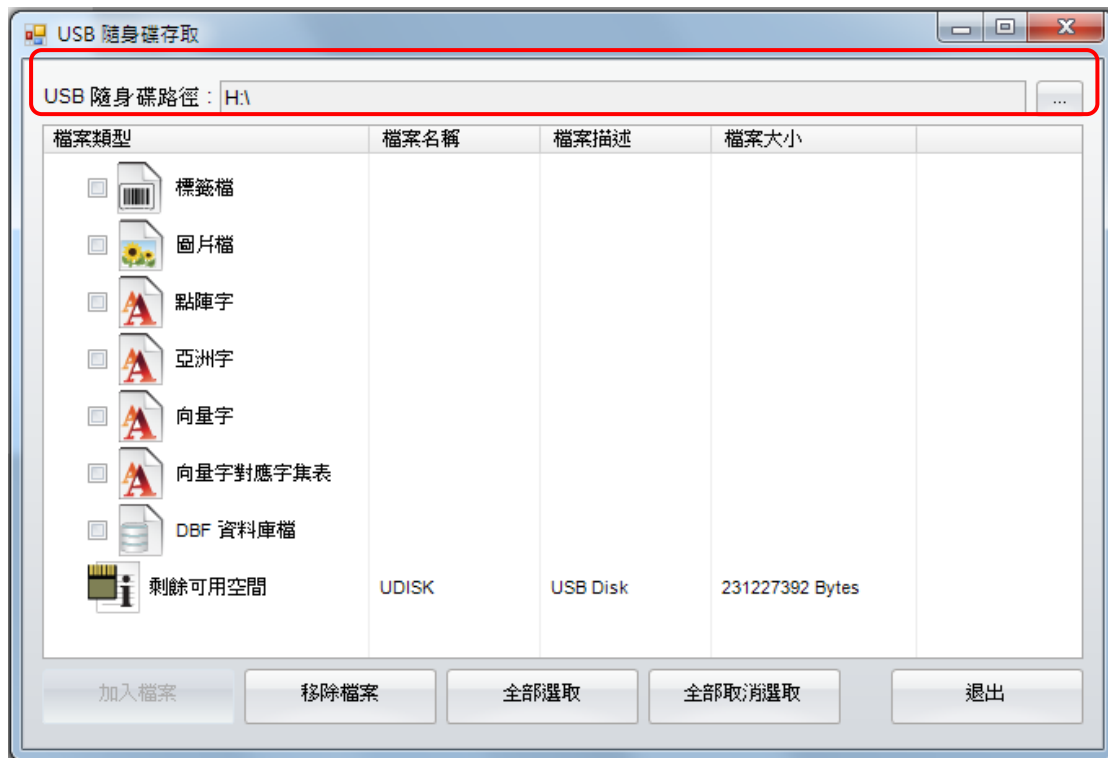 USB 隨身碟存取
USB 隨身碟路徑：H:\ ...
檔案類型 檔案名稱 檔案描述 檔案大小
標籤檔
圖片檔
點陣字
亞洲字
向量字
向量字對應字集表
DBF 資料庫檔
剩餘可用空間 UDISK USB Disk 231227392 Bytes
加入檔案 移除檔案 全部選取 全部取消選取 退出